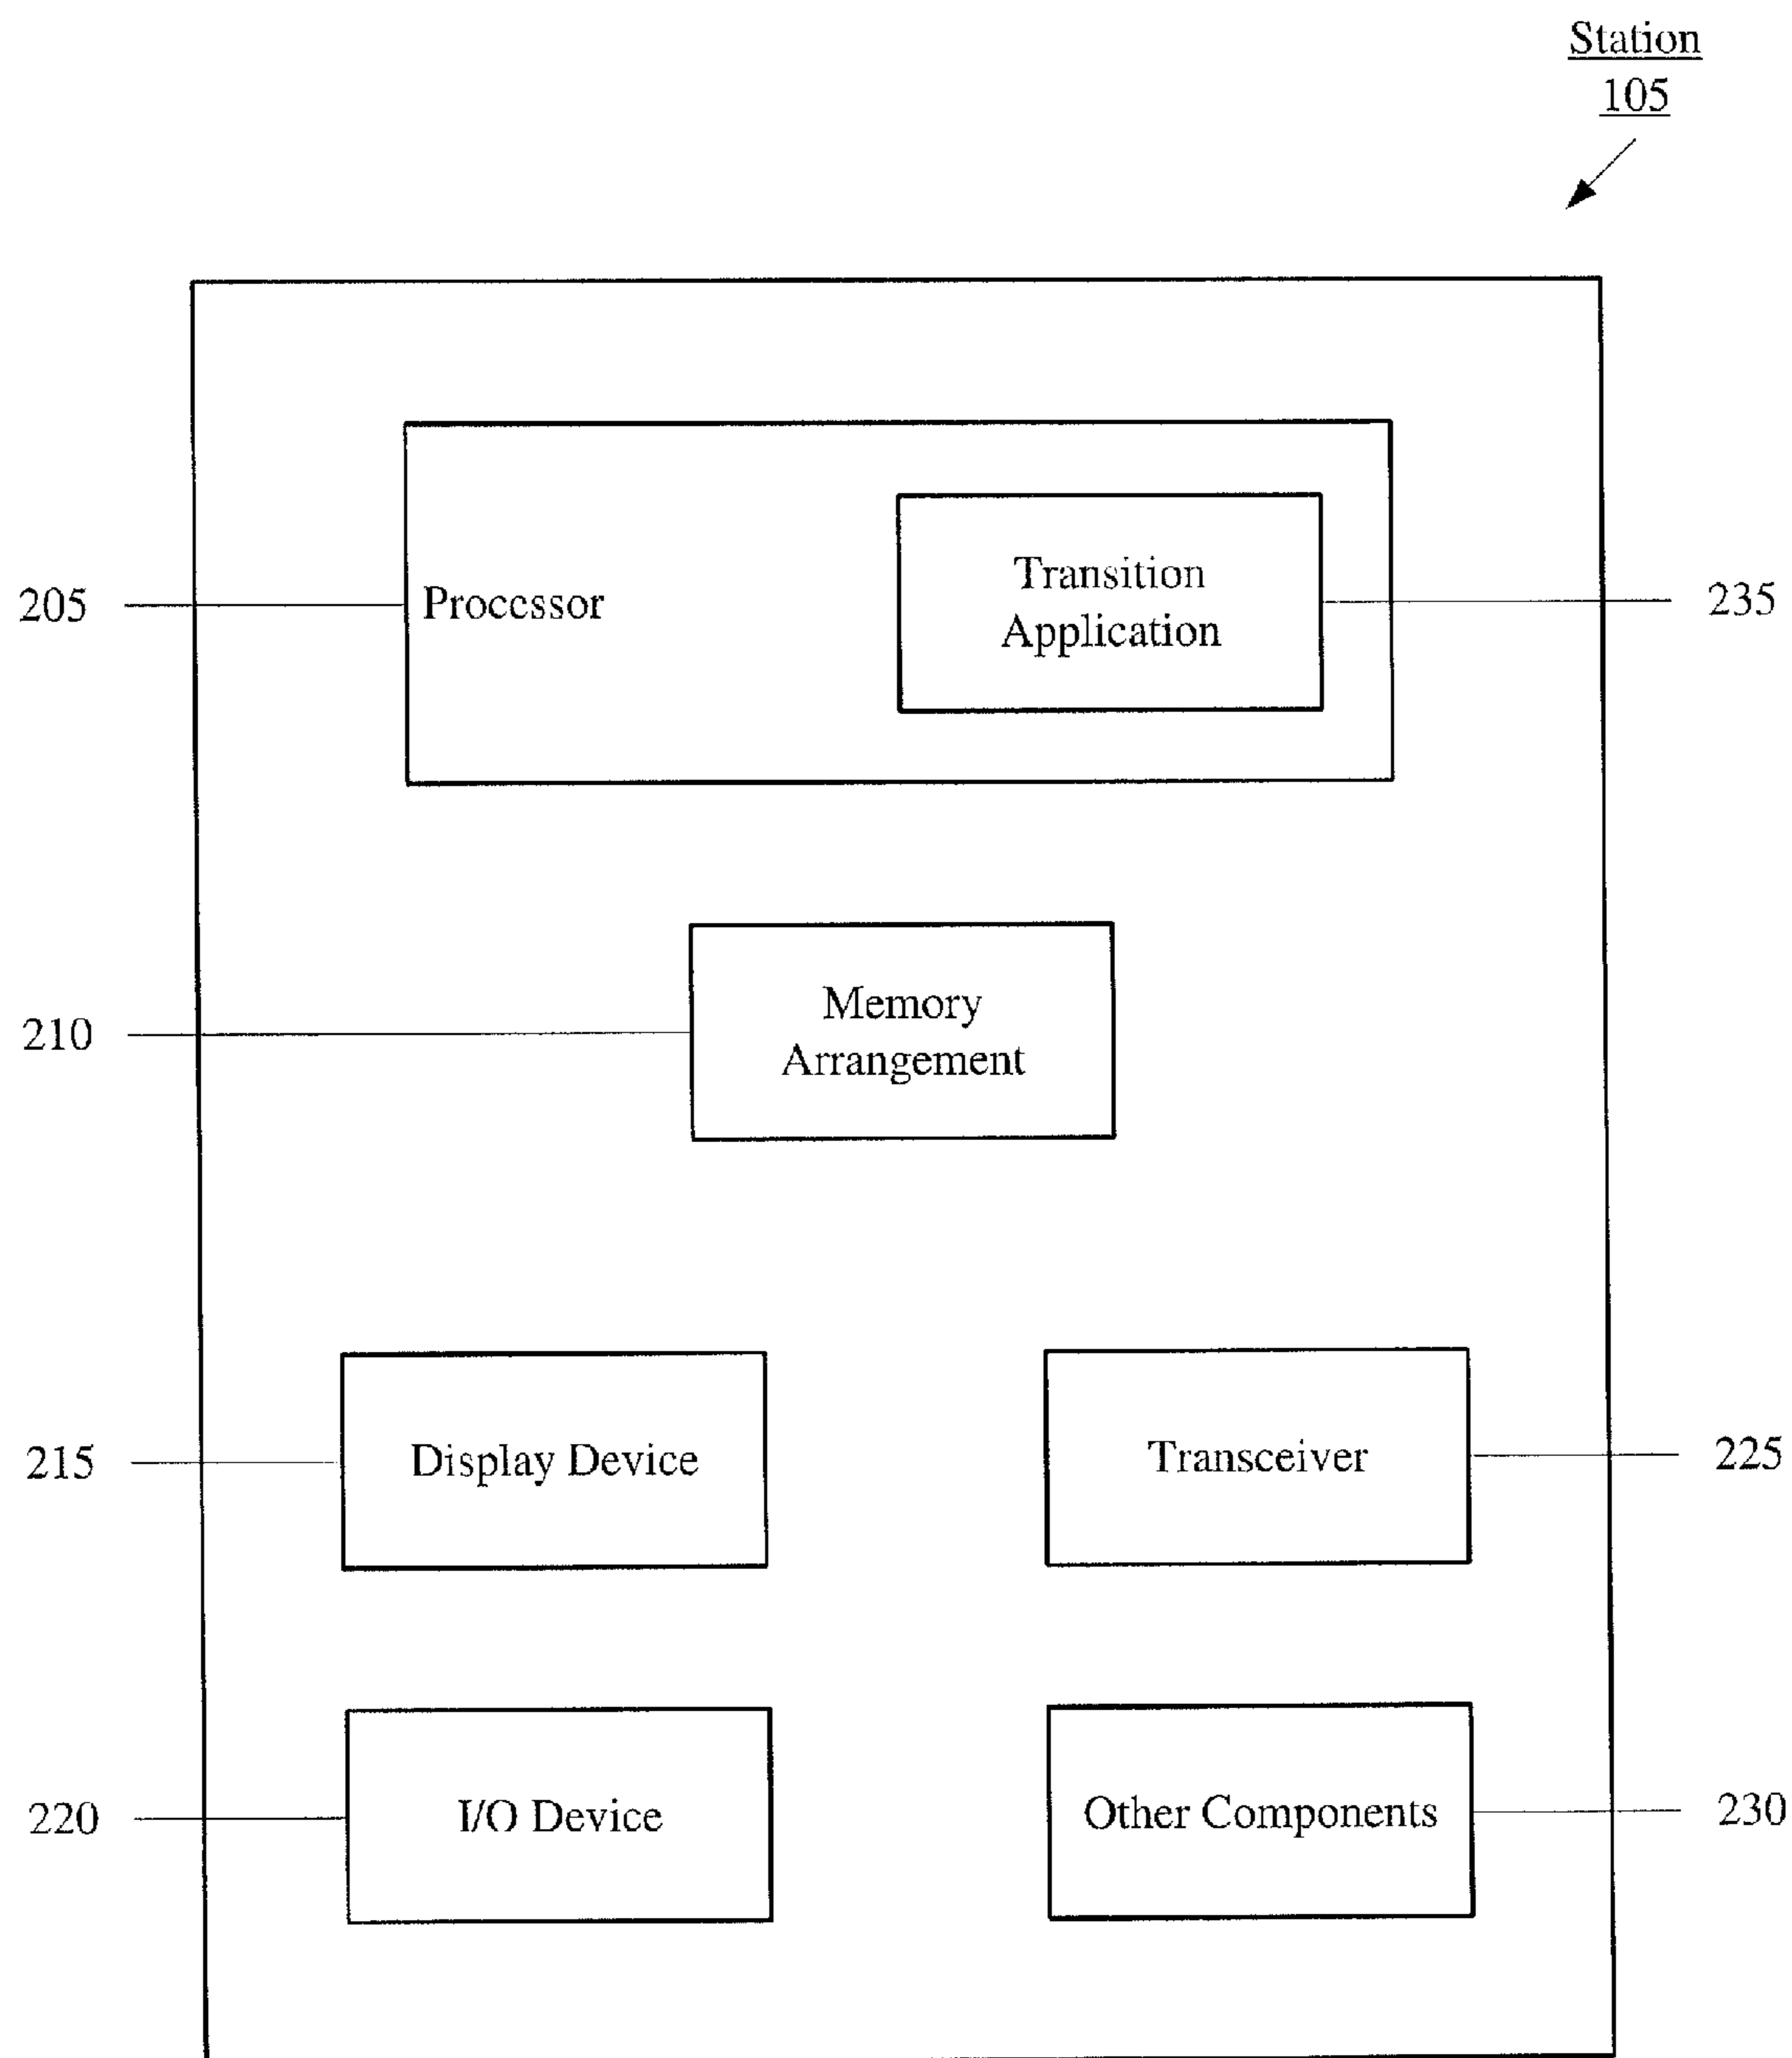 Station
105
205
Processor
Transition
Application
235
210
Memory
Arrangement
215
Display Device
Transceiver
225
220
I/O Device
Other Components
230